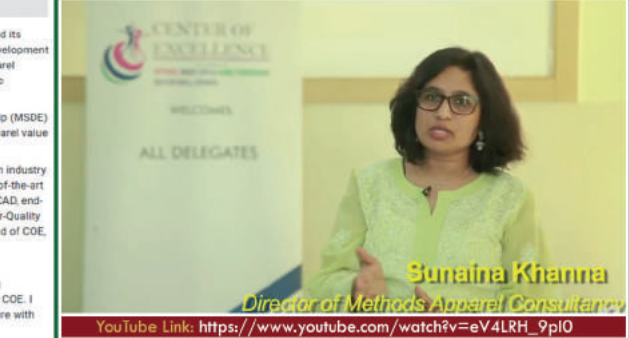 d its
velopment
arel
p (MSDE)
arel value
n industry
of-the-art
CAD, end-
r-Quality
d of COE,
COE. I
re with
CENTER OF
EXCELLENCE
WELCOMES
ALL DELEGATES
Sunaina Khanna
Director of Methods Apparel Consultancy
YouTube Link: https://www.youtube.com/watch?v=eV4LRH_9pI0